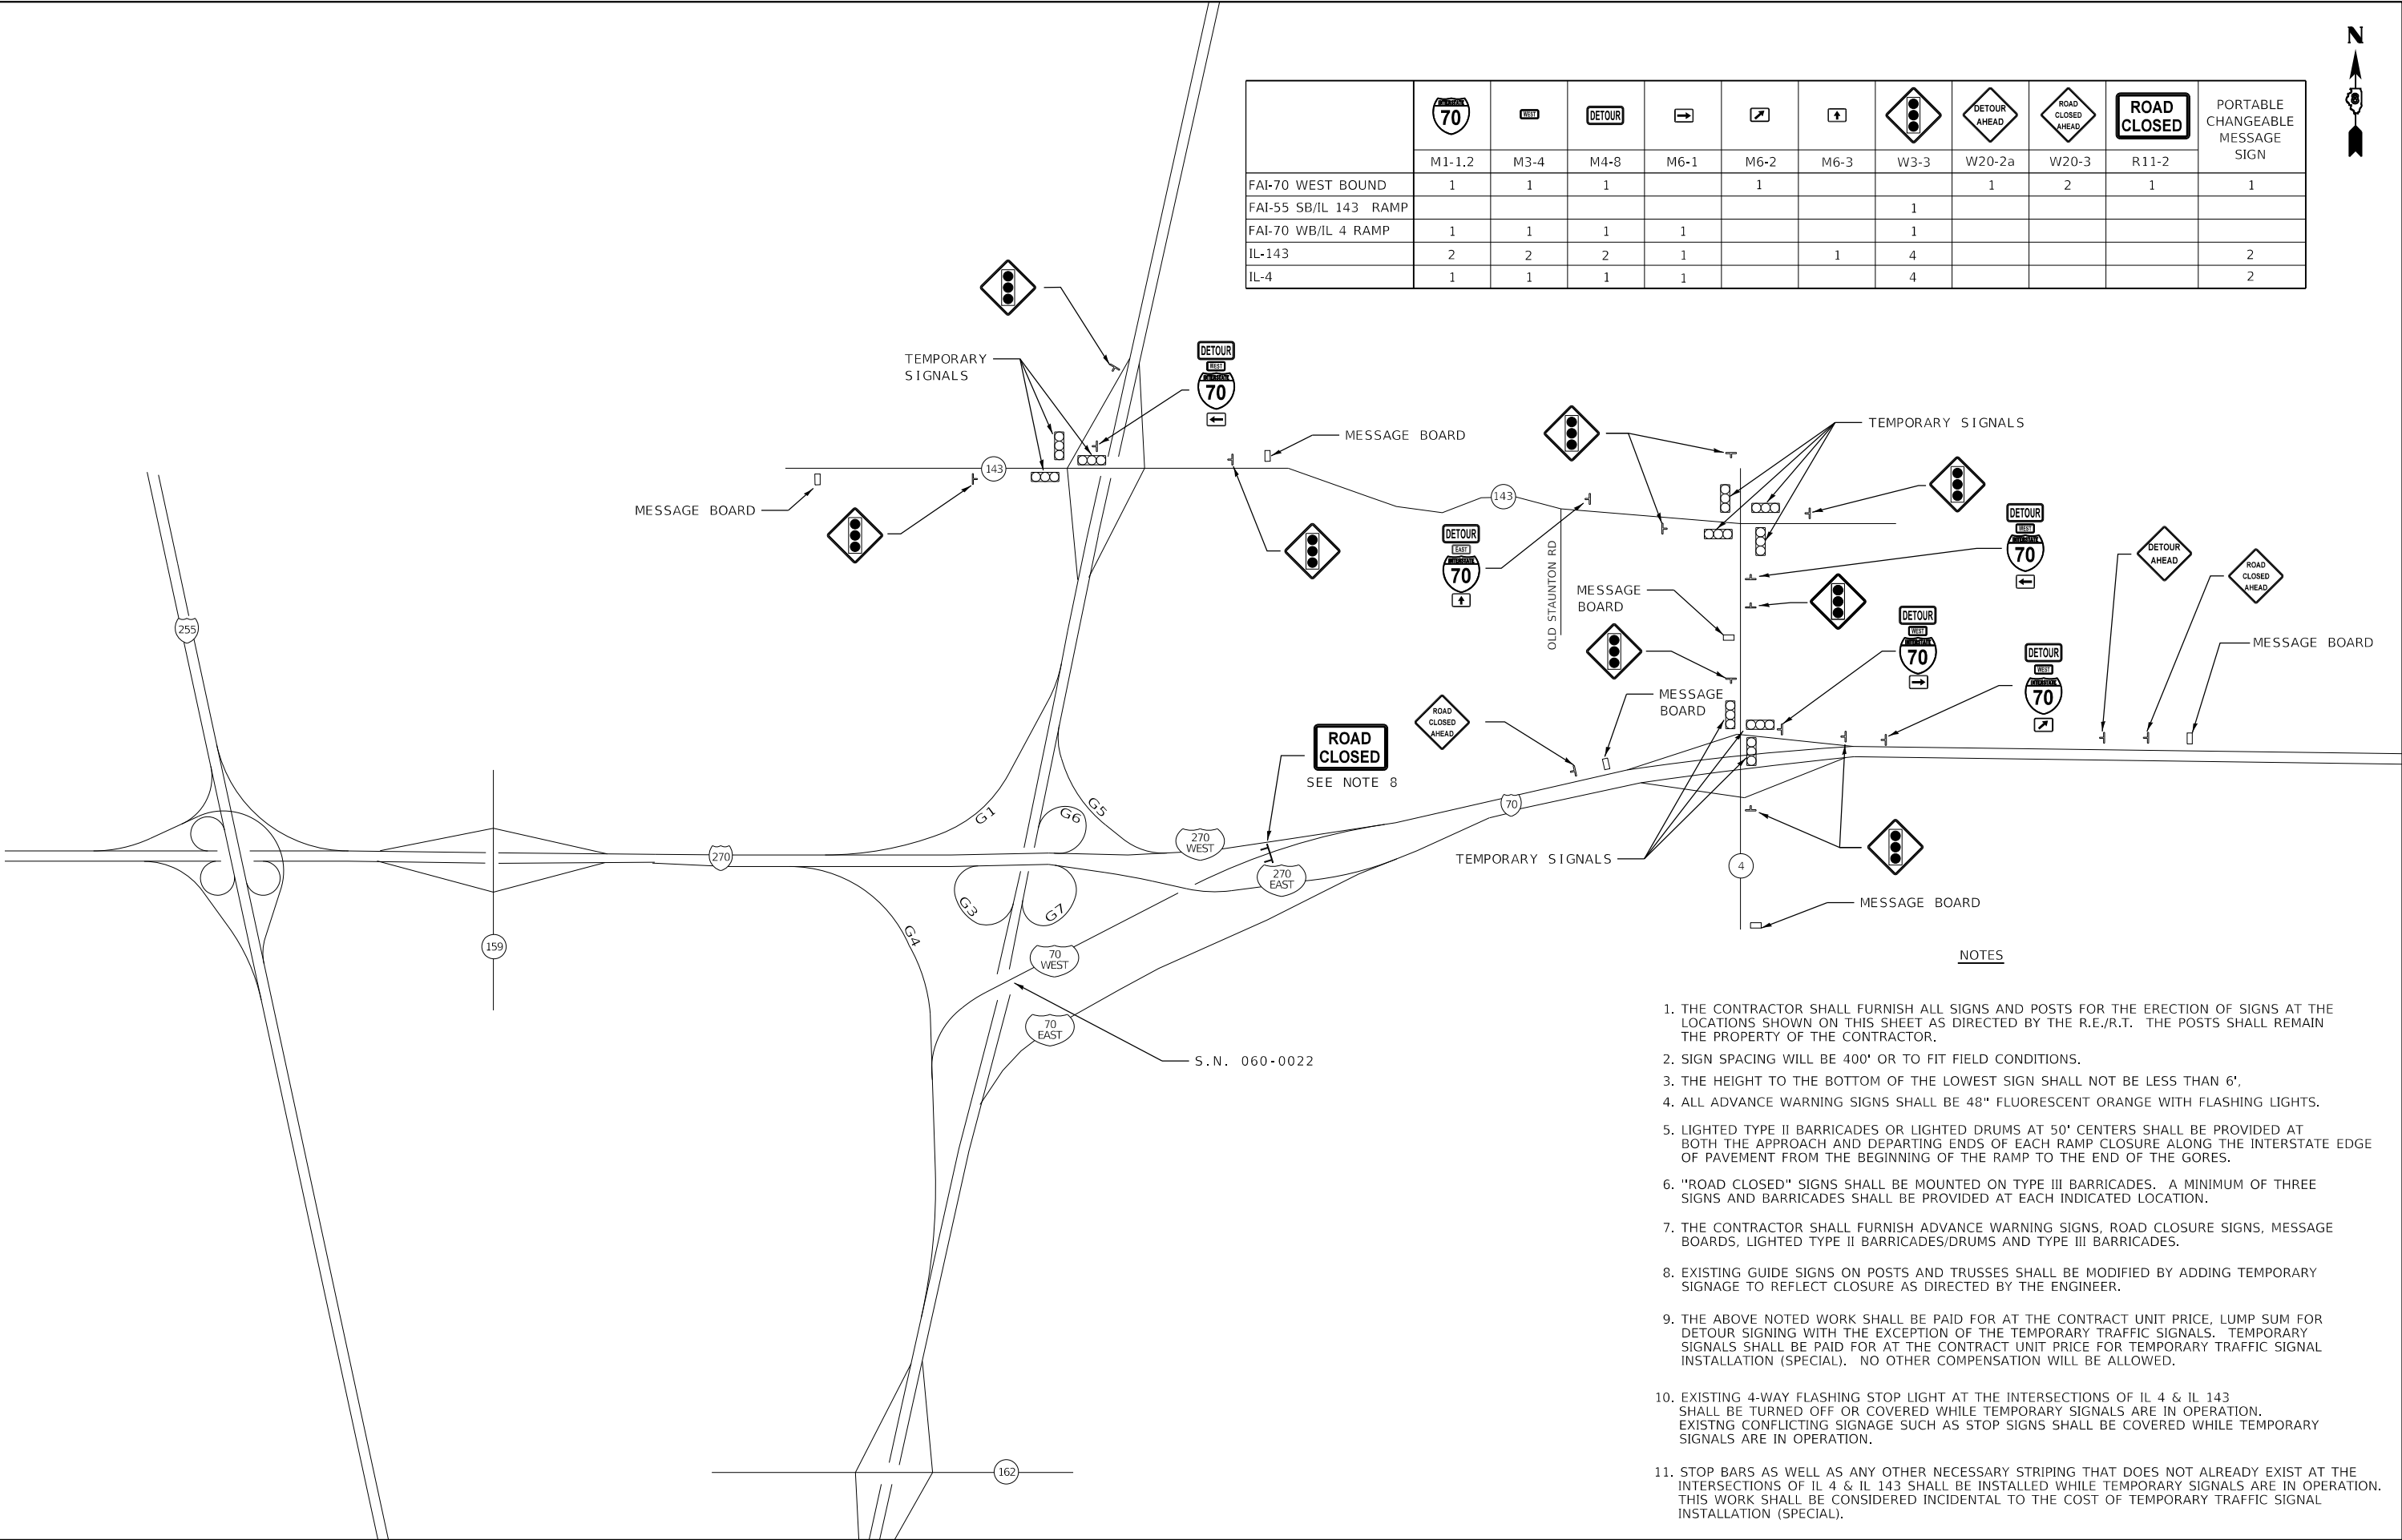 N
8
INTERSTATE
70
WEST
DETOUR
DETOUR
AHEAD
ROAD
CLOSED
AHEAD
ROAD
CLOSED
PORTABLE
CHANGEABLE
MESSAGE
SIGN
M1-1.2 M3-4 M4-8 M6-1 M6-2 M6-3 W3-3 W20-2a W20-3 R11-2
FAI-70 WEST BOUND 1 1 1 1 1 2 1 1
FAI-55 SB/IL 143 RAMP 1
FAI-70 WB/IL 4 RAMP 1 1 1 1 1
IL-143 2 2 2 1 1 4 2
IL-4 1 1 1 1 4 2
TEMPORARY
SIGNALS
DETOUR
WEST
INTERSTATE
70
MESSAGE BOARD
TEMPORARY SIGNALS
143
MESSAGE BOARD
143
DETOUR
EAST
INTERSTATE
70
OLD STAUNTON RD
DETOUR
WEST
INTERSTATE
70
DETOUR
AHEAD
ROAD
CLOSED
AHEAD
MESSAGE
BOARD
255
DETOUR
WEST
INTERSTATE
70
DETOUR
WEST
INTERSTATE
70
MESSAGE BOARD
MESSAGE
BOARD
ROAD
CLOSED
AHEAD
ROAD
CLOSED
SEE NOTE 8
G1
G6
G5
70
270
WEST
270
270
EAST
TEMPORARY SIGNALS
4
G3
G7
G4
159
70
WEST
70
EAST
MESSAGE BOARD
S.N. 060-0022
162
NOTES
1. THE CONTRACTOR SHALL FURNISH ALL SIGNS AND POSTS FOR THE ERECTION OF SIGNS AT THE
LOCATIONS SHOWN ON THIS SHEET AS DIRECTED BY THE R.E./R.T. THE POSTS SHALL REMAIN
THE PROPERTY OF THE CONTRACTOR.
2. SIGN SPACING WILL BE 400' OR TO FIT FIELD CONDITIONS.
3. THE HEIGHT TO THE BOTTOM OF THE LOWEST SIGN SHALL NOT BE LESS THAN 6',
4. ALL ADVANCE WARNING SIGNS SHALL BE 48" FLUORESCENT ORANGE WITH FLASHING LIGHTS.
5. LIGHTED TYPE II BARRICADES OR LIGHTED DRUMS AT 50' CENTERS SHALL BE PROVIDED AT
BOTH THE APPROACH AND DEPARTING ENDS OF EACH RAMP CLOSURE ALONG THE INTERSTATE EDGE
OF PAVEMENT FROM THE BEGINNING OF THE RAMP TO THE END OF THE GORES.
6. "ROAD CLOSED" SIGNS SHALL BE MOUNTED ON TYPE III BARRICADES. A MINIMUM OF THREE
SIGNS AND BARRICADES SHALL BE PROVIDED AT EACH INDICATED LOCATION.
7. THE CONTRACTOR SHALL FURNISH ADVANCE WARNING SIGNS, ROAD CLOSURE SIGNS, MESSAGE
BOARDS, LIGHTED TYPE II BARRICADES/DRUMS AND TYPE III BARRICADES.
8. EXISTING GUIDE SIGNS ON POSTS AND TRUSSES SHALL BE MODIFIED BY ADDING TEMPORARY
SIGNAGE TO REFLECT CLOSURE AS DIRECTED BY THE ENGINEER.
9. THE ABOVE NOTED WORK SHALL BE PAID FOR AT THE CONTRACT UNIT PRICE, LUMP SUM FOR
DETOUR SIGNING WITH THE EXCEPTION OF THE TEMPORARY TRAFFIC SIGNALS. TEMPORARY
SIGNALS SHALL BE PAID FOR AT THE CONTRACT UNIT PRICE FOR TEMPORARY TRAFFIC SIGNAL
INSTALLATION (SPECIAL). NO OTHER COMPENSATION WILL BE ALLOWED.
10. EXISTING 4-WAY FLASHING STOP LIGHT AT THE INTERSECTIONS OF IL 4 & IL 143
SHALL BE TURNED OFF OR COVERED WHILE TEMPORARY SIGNALS ARE IN OPERATION.
EXISTNG CONFLICTING SIGNAGE SUCH AS STOP SIGNS SHALL BE COVERED WHILE TEMPORARY
SIGNALS ARE IN OPERATION.
11. STOP BARS AS WELL AS ANY OTHER NECESSARY STRIPING THAT DOES NOT ALREADY EXIST AT THE
INTERSECTIONS OF IL 4 & IL 143 SHALL BE INSTALLED WHILE TEMPORARY SIGNALS ARE IN OPERATION.
THIS WORK SHALL BE CONSIDERED INCIDENTAL TO THE COST OF TEMPORARY TRAFFIC SIGNAL
INSTALLATION (SPECIAL).